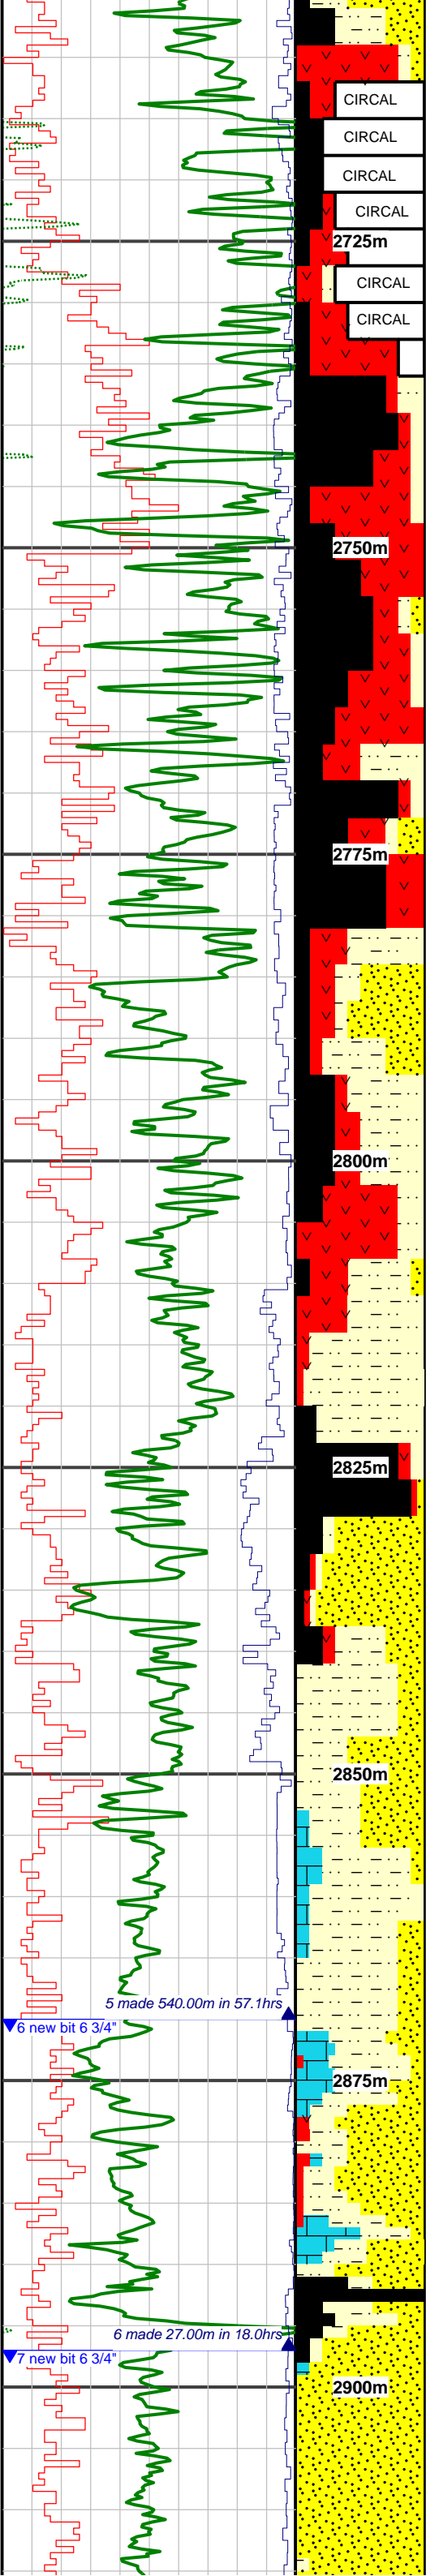 CIRCAL
CIRCAL
CIRCAL
CIRCAL
2725m
CIRCAL
CIRCAL
2750m
2775m
2800m
2825m
2850m
5 made 540.00m in 57.1hrs
6 new bit 6 3/4"
2875m
6 made 27.00m in 18.0hrs
7 new bit 6 3/4"
2900m